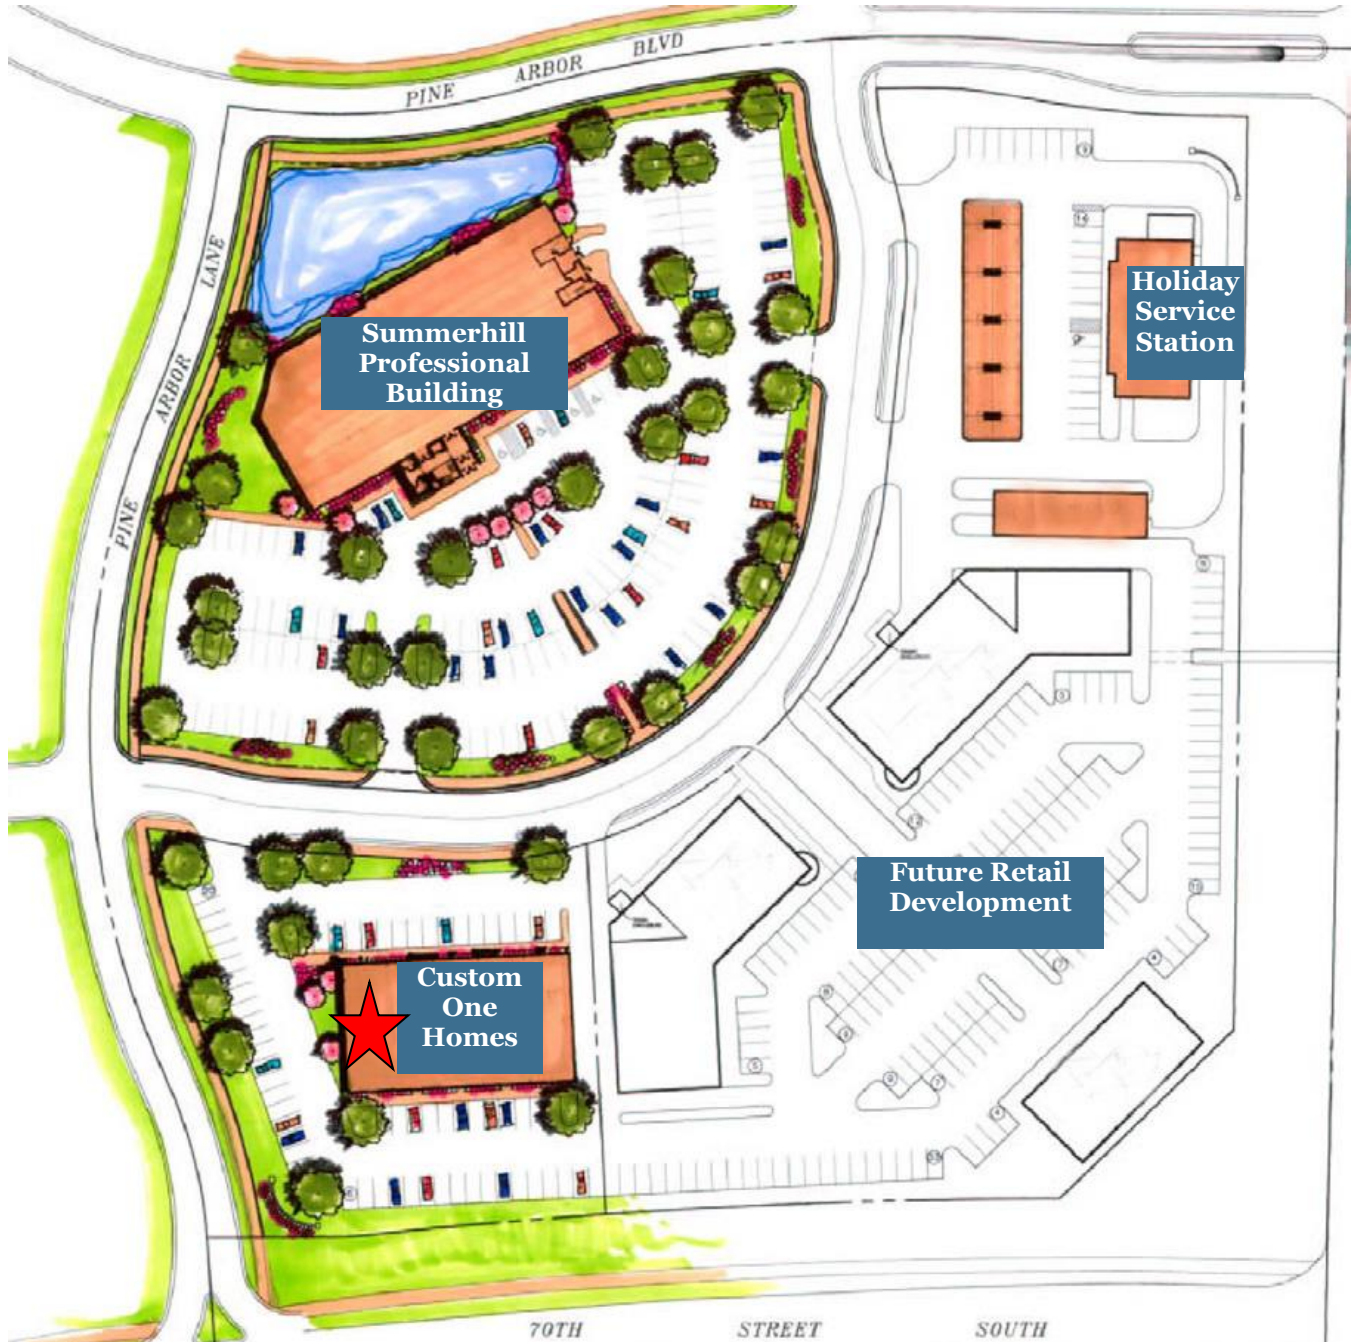 PINE ARBOR BLVD
PINE ARBOR LANE
Summerhill
Professional
Building
Holiday
Service
Station
Future Retail
Development
Custom
One
Homes
70TH STREET SOUTH